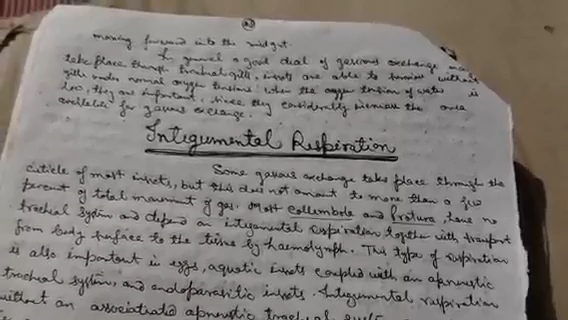 moving forward into the midgut.
In general a good deal of gaseous exchange may
take place through tracheal gills, insects are able to survive without
gills under normal oxygen tensions. When the oxygen tension of water is
low, they are important, since they considerably increase the area
available for gaseous exchange.
Integumental Respiration
Some gaseous exchange takes place through the
cuticle of most insects, but this does not amount to more than a few
percent of total movement of gas. Most collembola and Protura, have no
tracheal system and depend on integumental respiration together with transport
from body surface to the tissue by haemolymph. This type of respiration
is also important in eggs, aquatic insects coupled with an apneustic
tracheal system, and endoparasitic insects. Integumental respiration
without an associated apneustic tracheal